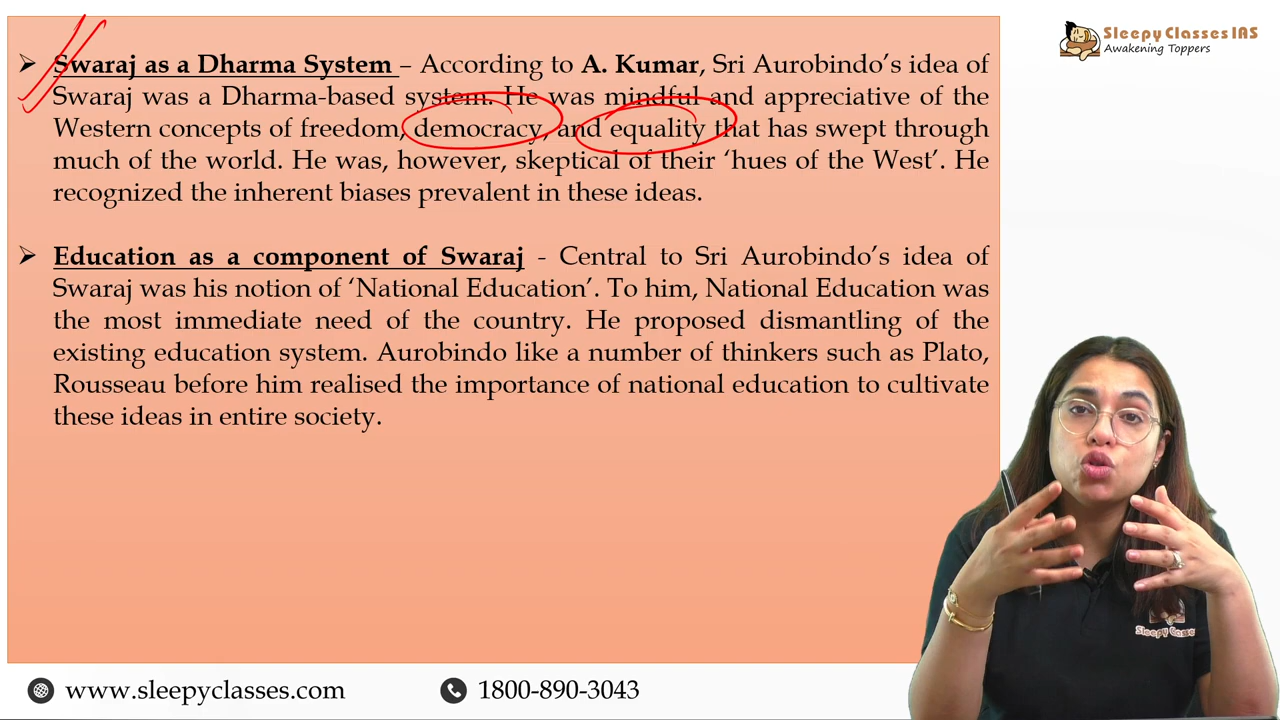 Sleepy Classes IAS
Awakening Toppers
➢ Swaraj as a Dharma System – According to A. Kumar, Sri Aurobindo’s idea of
Swaraj was a Dharma-based system. He was mindful and appreciative of the
Western concepts of freedom, democracy, and equality that has swept through
much of the world. He was, however, skeptical of their ‘hues of the West’. He
recognized the inherent biases prevalent in these ideas.
➢ Education as a component of Swaraj - Central to Sri Aurobindo’s idea of
Swaraj was his notion of ‘National Education’. To him, National Education was
the most immediate need of the country. He proposed dismantling of the
existing education system. Aurobindo like a number of thinkers such as Plato,
Rousseau before him realised the importance of national education to cultivate
these ideas in entire society.
Sleepy Classe
www.sleepyclasses.com
1800-890-3043